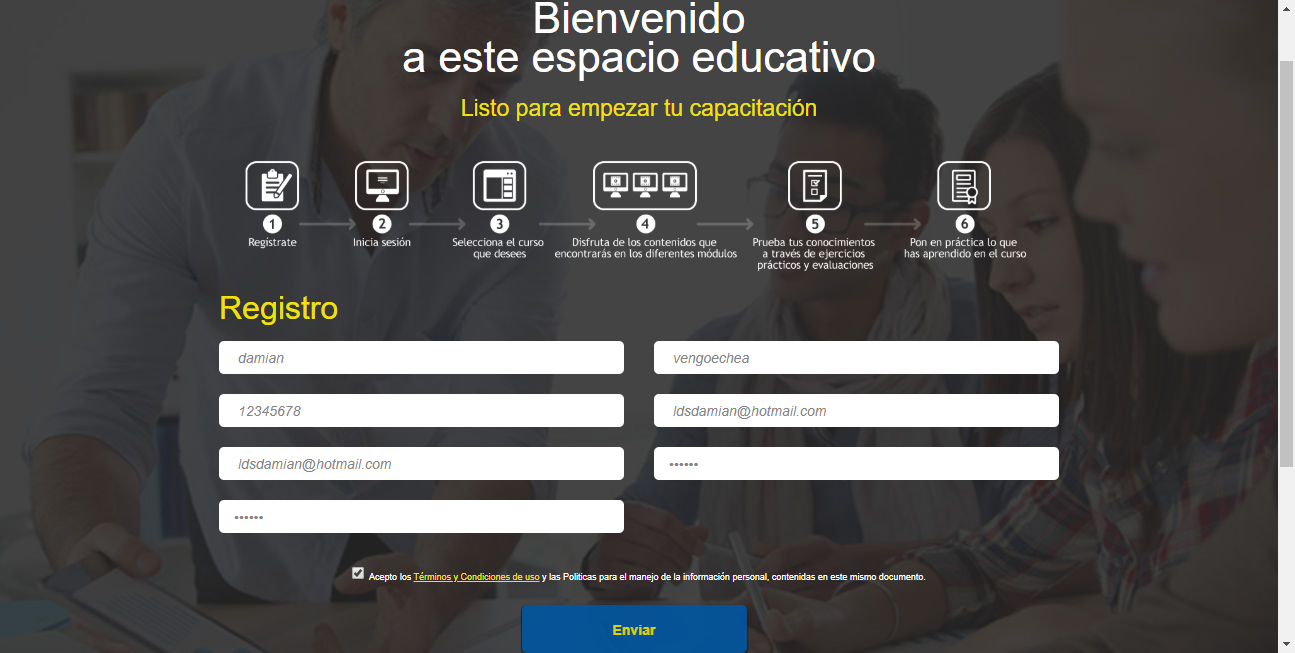 Bienvenido
a este espacio educativo
Listo para empezar tu capacitación
1
Regístrate
2
Inicia sesión
3
Selecciona el curso
que desees
4
Disfruta de los contenidos que
encontrarás en los diferentes módulos
5
Prueba tus conocimientos
a través de ejercicios
prácticos y evaluaciones
6
Pon en práctica lo que
has aprendido en el curso
Registro
damian
vengoechea
12345678
ldsdamian@hotmail.com
ldsdamian@hotmail.com
••••••
••••••
Acepto los Términos y Condiciones de uso y las Politicas para el manejo de la información personal, contenidas en este mismo documento.
Enviar